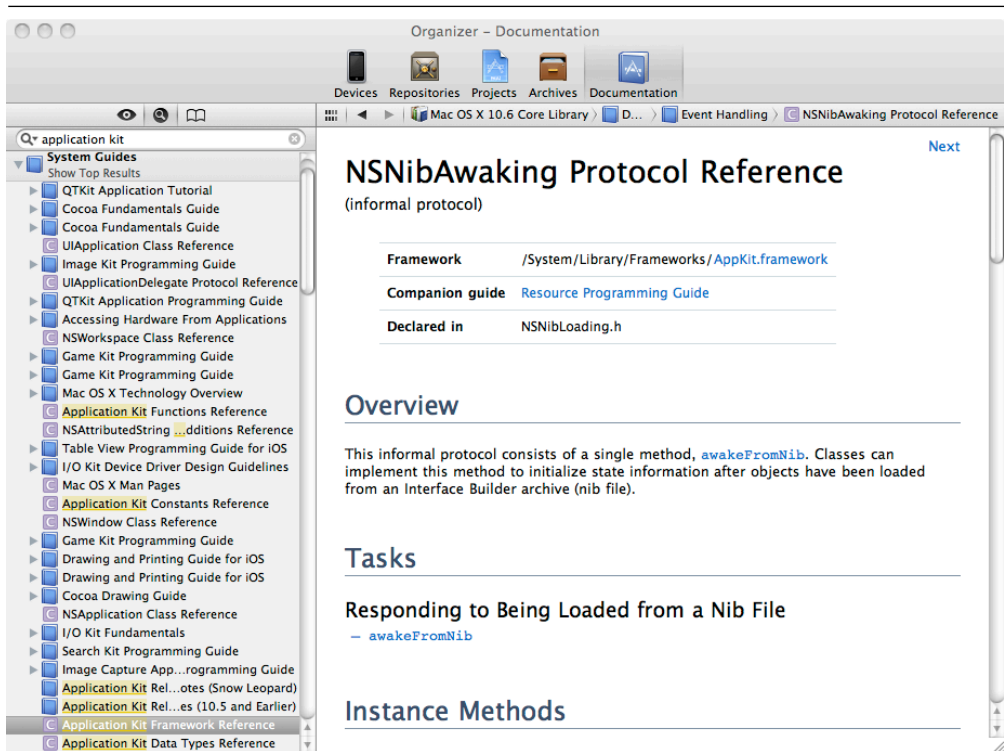 Organizer – Documentation
Devices Repositories Projects Archives Documentation
Mac OS X 10.6 Core Library D... Event Handling C NSNibAwaking Protocol Reference
application kit
System Guides
Show Top Results
QTKit Application Tutorial
Cocoa Fundamentals Guide
Cocoa Fundamentals Guide
C UIApplication Class Reference
Image Kit Programming Guide
C UIApplicationDelegate Protocol Reference
QTKit Application Programming Guide
Accessing Hardware From Applications
C NSWorkspace Class Reference
Game Kit Programming Guide
Game Kit Programming Guide
Mac OS X Technology Overview
C Application Kit Functions Reference
C NSAttributedString ...dditions Reference
Table View Programming Guide for iOS
I/O Kit Device Driver Design Guidelines
C Mac OS X Man Pages
C Application Kit Constants Reference
C NSWindow Class Reference
Game Kit Programming Guide
Drawing and Printing Guide for iOS
Drawing and Printing Guide for iOS
Cocoa Drawing Guide
C NSApplication Class Reference
I/O Kit Fundamentals
Search Kit Programming Guide
Image Capture App...rogramming Guide
Application Kit Rel...otes (Snow Leopard)
Application Kit Rel...es (10.5 and Earlier)
C Application Kit Framework Reference
C Application Kit Data Types Reference
Next
NSNibAwaking Protocol Reference
(informal protocol)
Framework /System/Library/Frameworks/AppKit.framework
Companion guide Resource Programming Guide
Declared in NSNibLoading.h
Overview
This informal protocol consists of a single method, awakeFromNib. Classes can
implement this method to initialize state information after objects have been loaded
from an Interface Builder archive (nib file).
Tasks
Responding to Being Loaded from a Nib File
– awakeFromNib
Instance Methods